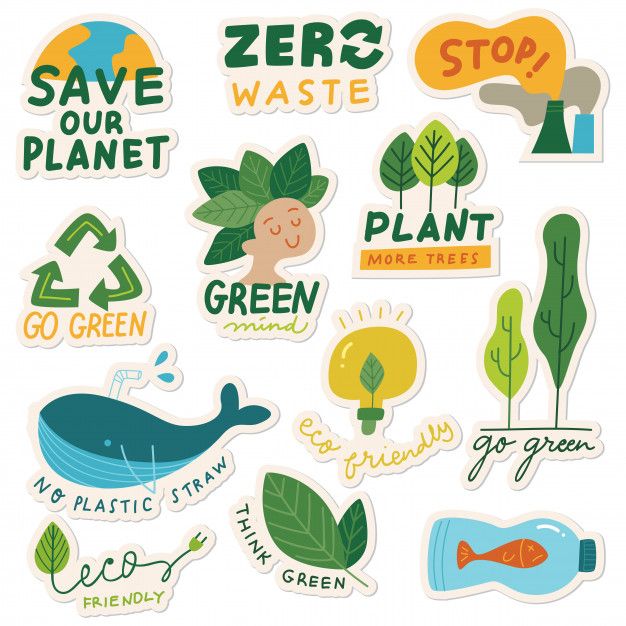 SAVE
OUR
PLANET
ZERO
WASTE
STOP!
GREEN
mind
PLANT
MORE TREES
GO GREEN
eco friendly
go green
NO PLASTIC STRAW
THINK GREEN
eco
FRIENDLY